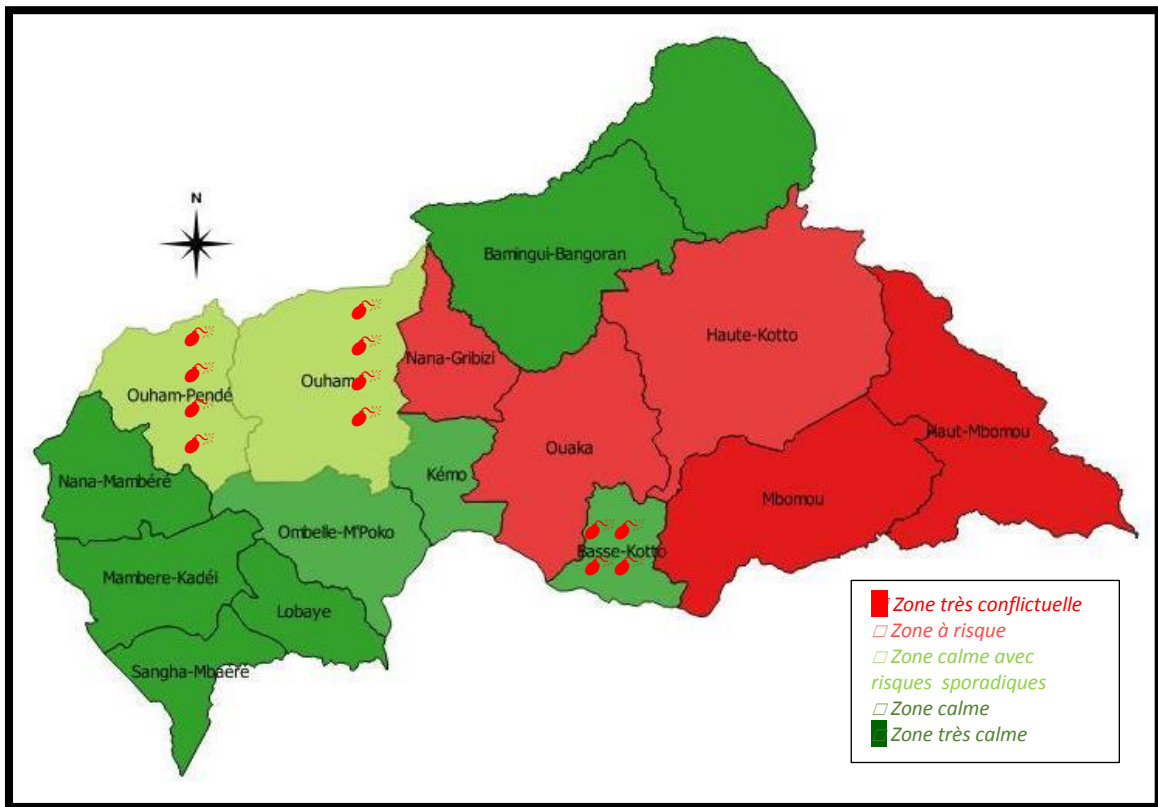 N
Bamingui-Bangoran
Haute-Kotto
Nana-Gribizi
Ouham
Ouham-Pendé
Haut-Mbomou
Ouaka
Kémo
Nana-Mambéré
Mbomou
Ombelle-M'Poko
Basse-Kotto
Mambere-Kadéi
Lobaye
Sangha-Mbaéré
Zone très conflictuelle
Zone à risque
Zone calme avec
risques sporadiques
Zone calme
Zone très calme